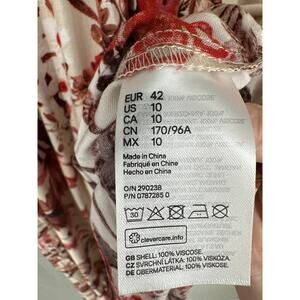 EUR 42
US 10
CA 10
CN 170/96A
MX 10
Made in China
Fabriqué en Chine
Hecho en China
O/N 290238
P/N 0787285 0
30
clevercare.info
GB SHELL: 100% VISCOSE
CZ SVRCHNÍ LÁTKA: 100% VISCOSE
DE OBERMATERIAL: 100% VISKOSE